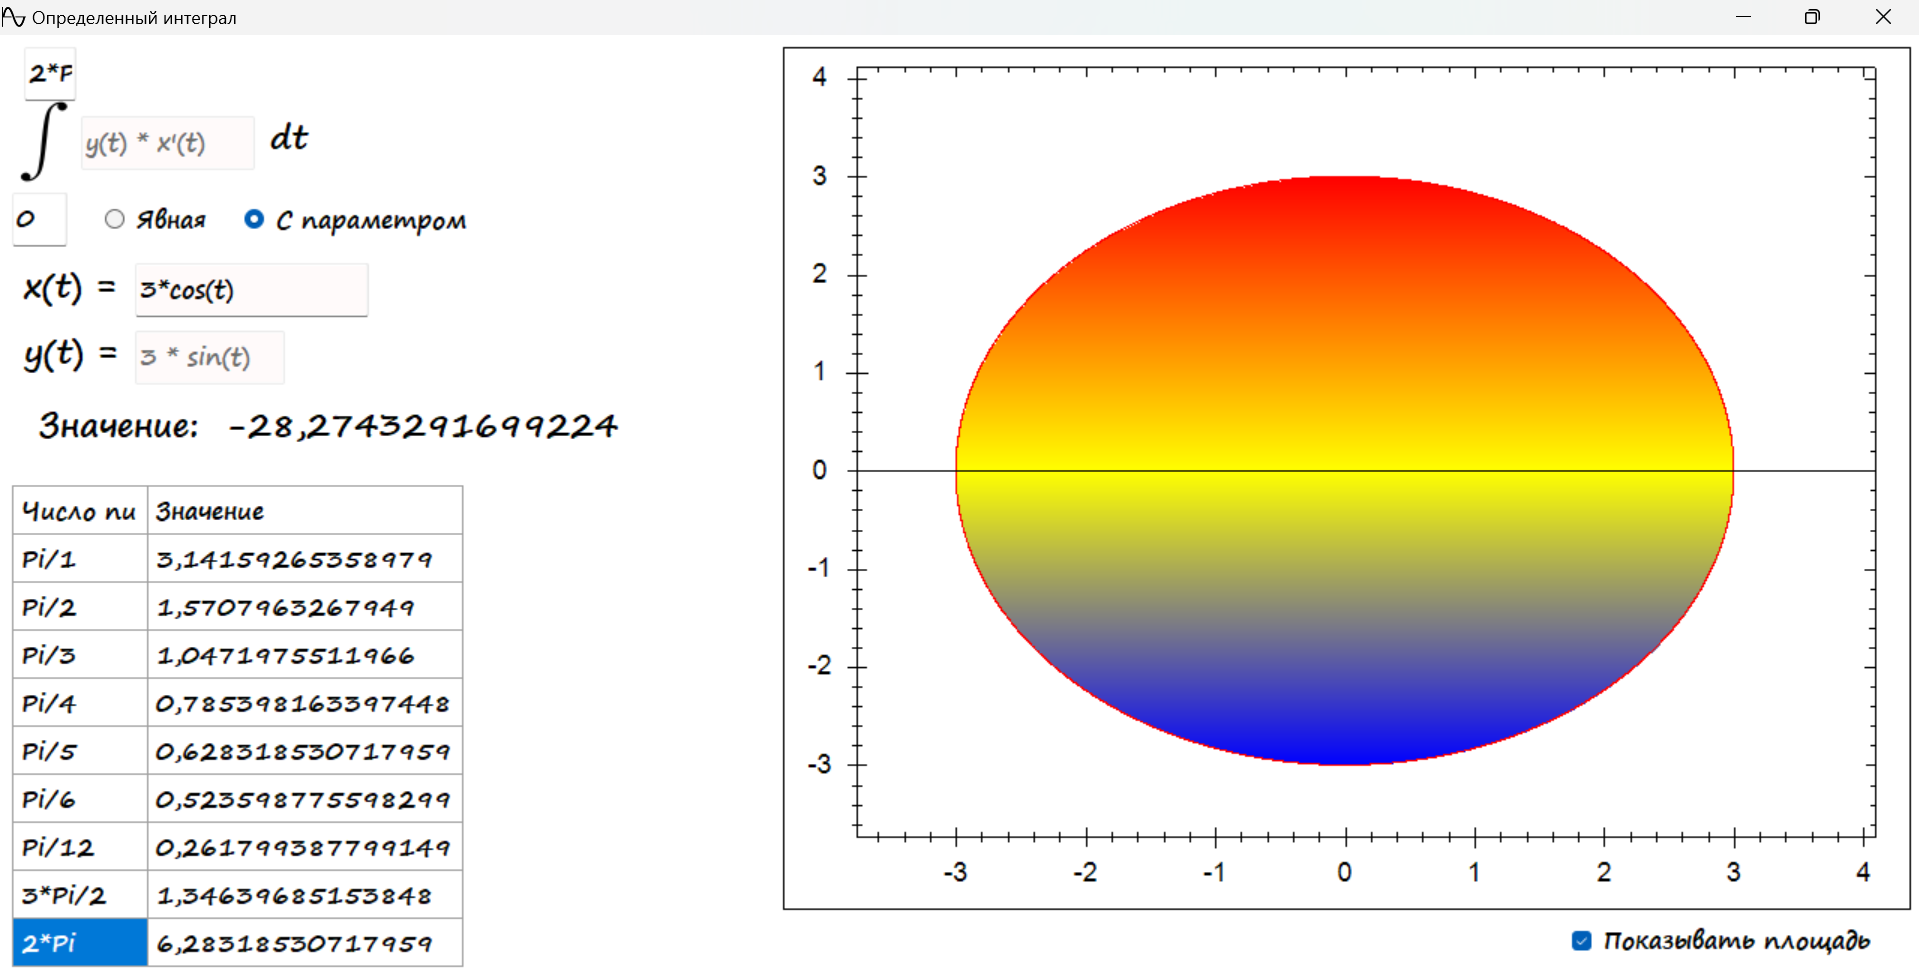 Определенный интеграл
2*P
∫ y(t) * x'(t) dt
0
Явная С параметром
x(t) = 3*cos(t)
y(t) = 3 * sin(t)
Значение: -28,2743291699224
Число пи Значение
Pi/1 3,14159265358979
Pi/2 1,5707963267949
Pi/3 1,0471975511966
Pi/4 0,785398163397448
Pi/5 0,628318530717959
Pi/6 0,523598775598299
Pi/12 0,261799387799149
3*Pi/2 1,34639685153848
2*Pi 6,28318530717959
4
3
2
1
0
-1
-2
-3
-3 -2 -1 0 1 2 3 4
Показывать площадь